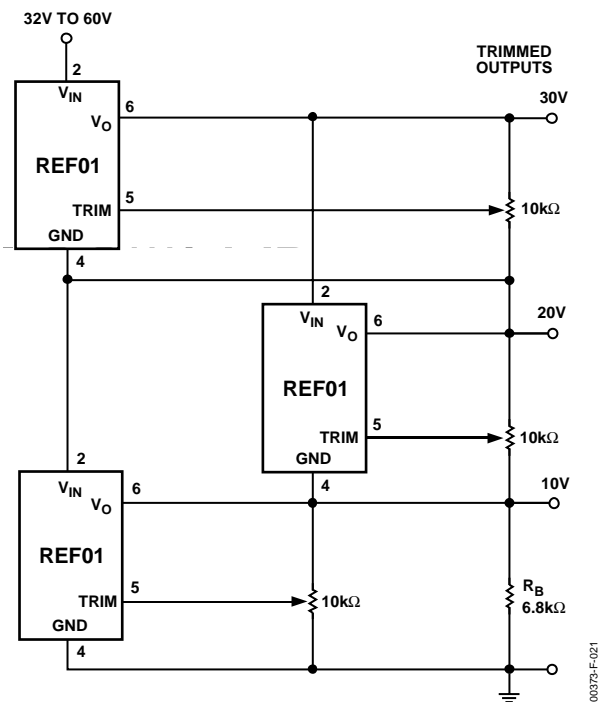 32V TO 60V
TRIMMED
OUTPUTS
2
VIN
VO
6
30V
REF01
TRIM
5
10kΩ
GND
4
2
VIN
VO
6
20V
REF01
TRIM
5
10kΩ
GND
4
2
VIN
VO
6
10V
REF01
TRIM
5
10kΩ
RB
6.8kΩ
GND
4
00373-F-021